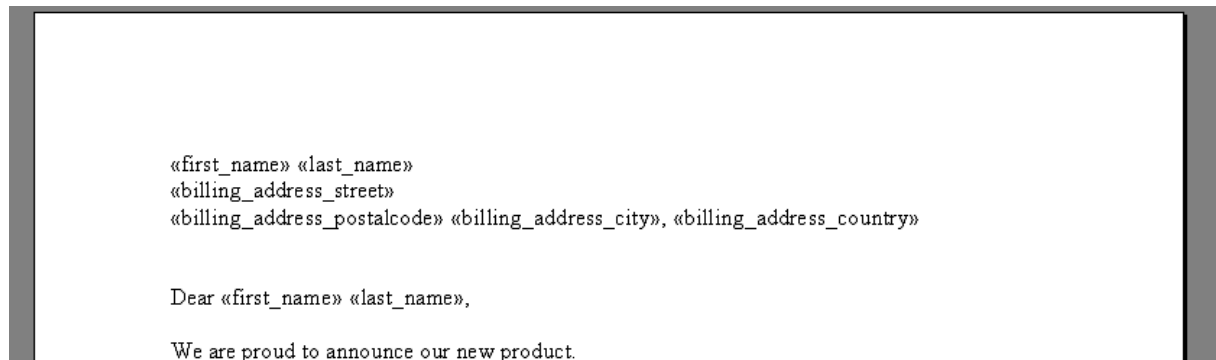 «first_name» «last_name»
«billing_address_street»
«billing_address_postalcode» «billing_address_city», «billing_address_country»
Dear «first_name» «last_name»,
We are proud to announce our new product.